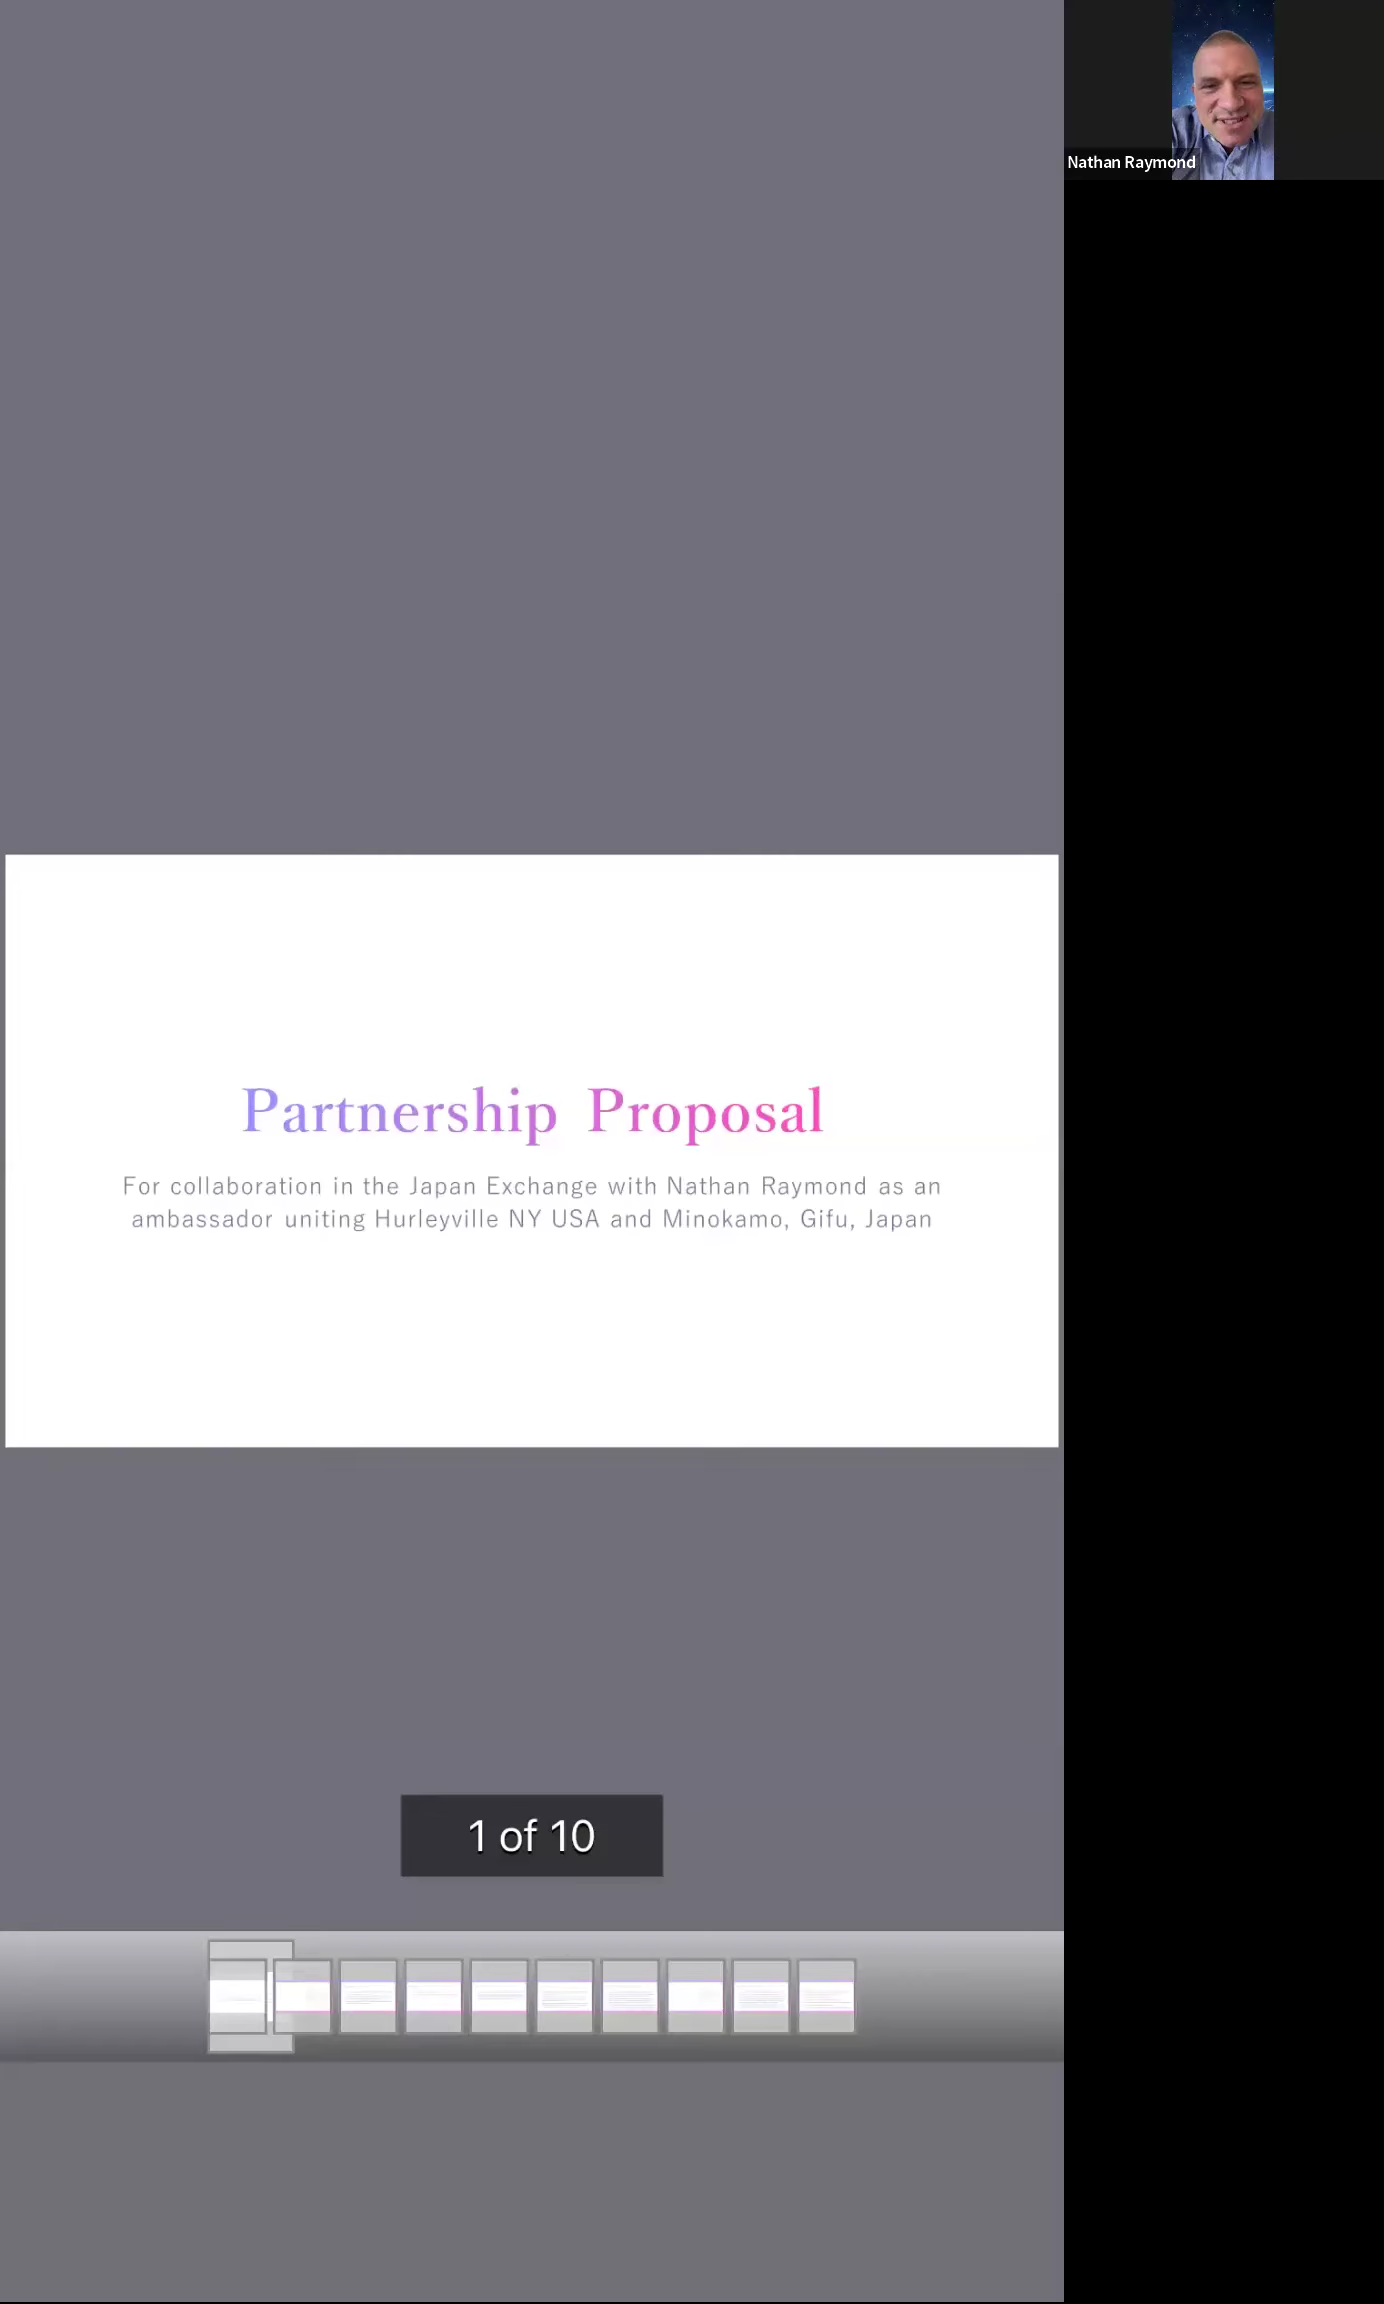 Nathan Raymond
Partnership Proposal
For collaboration in the Japan Exchange with Nathan Raymond as an
ambassador uniting Hurleyville NY USA and Minokamo, Gifu, Japan
1 of 10